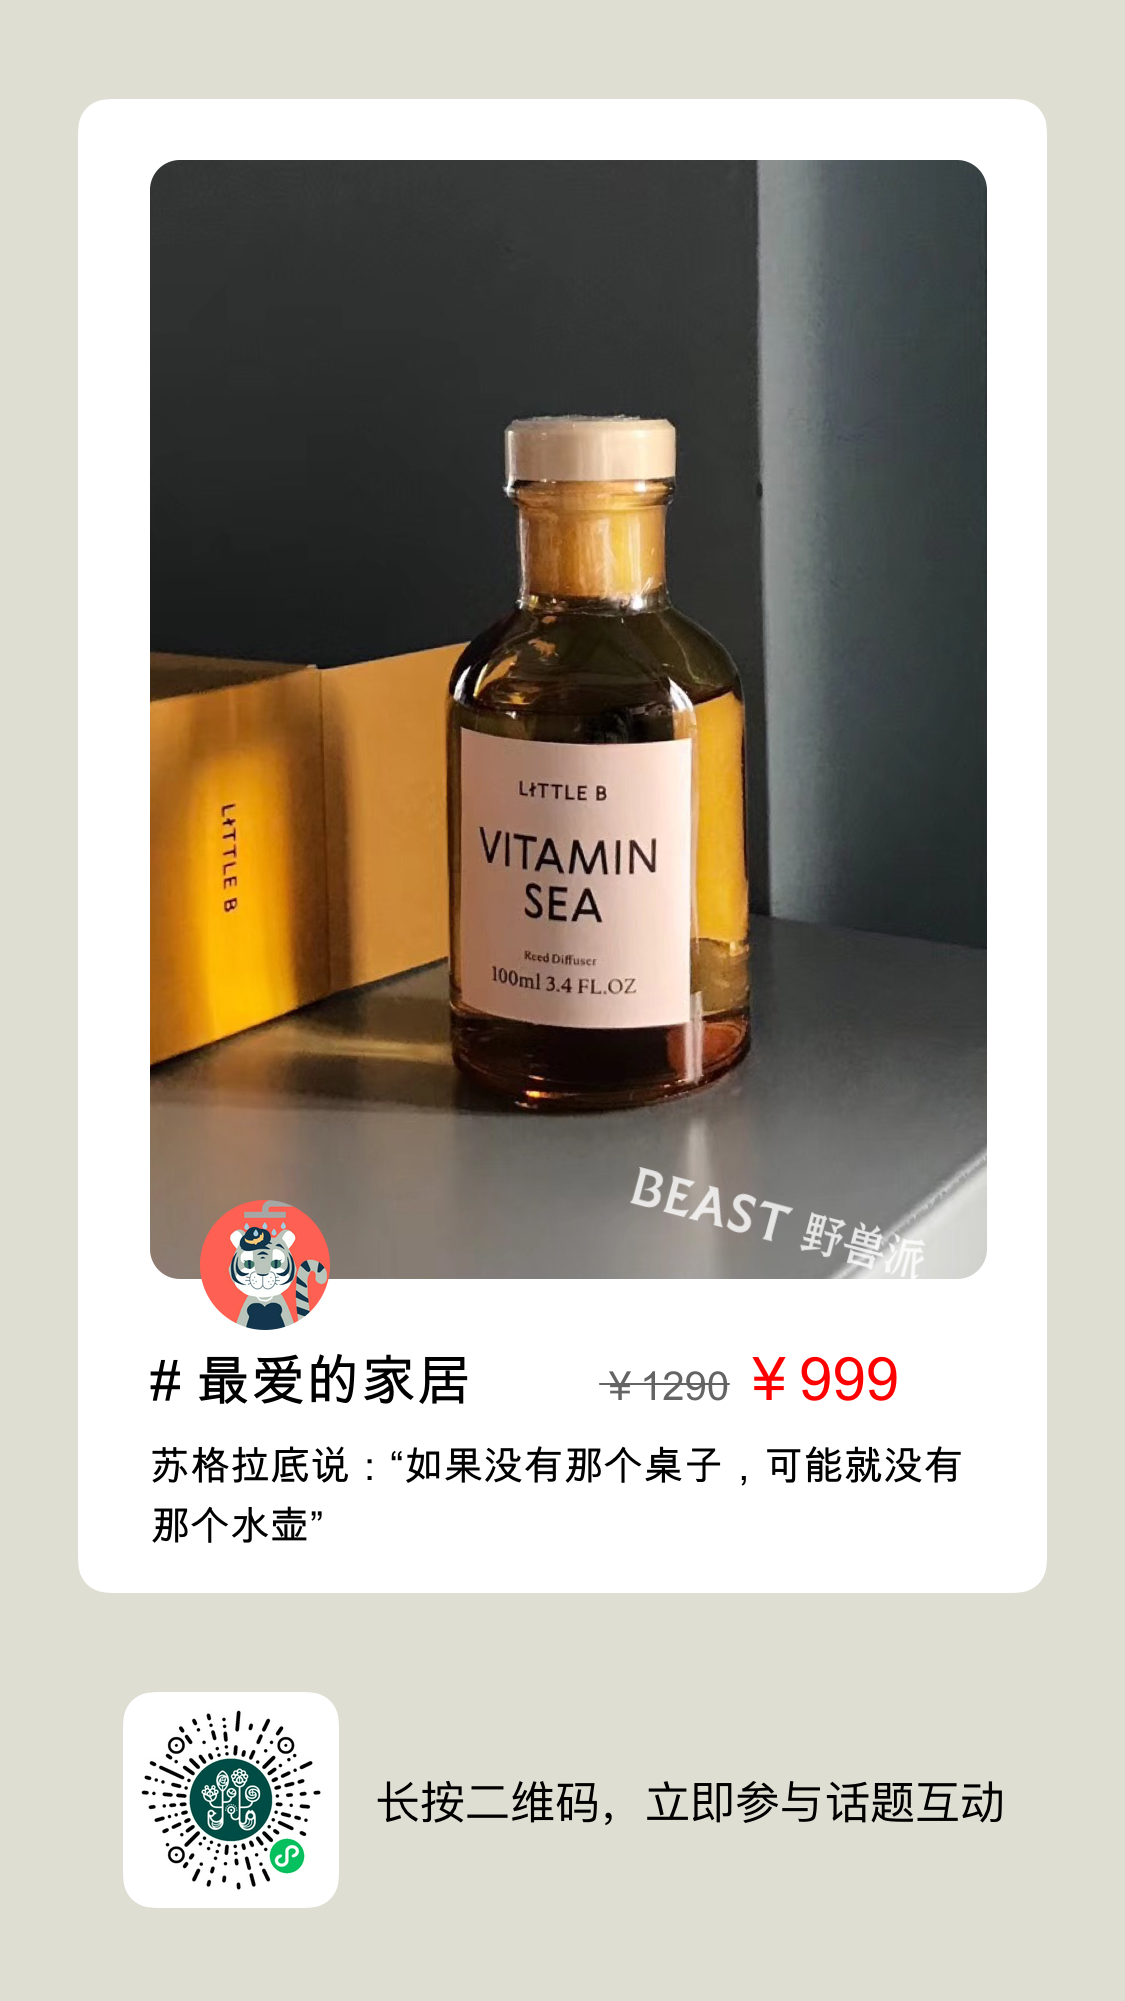 LITTLE B
LITTLE B
VITAMIN
SEA
Reed Diffuser
100ml 3.4 FL.OZ
BEAST 野兽派
# 最爱的家居 ¥1290 ¥999
苏格拉底说：“如果没有那个桌子，可能就没有
那个水壶”
长按二维码，立即参与话题互动